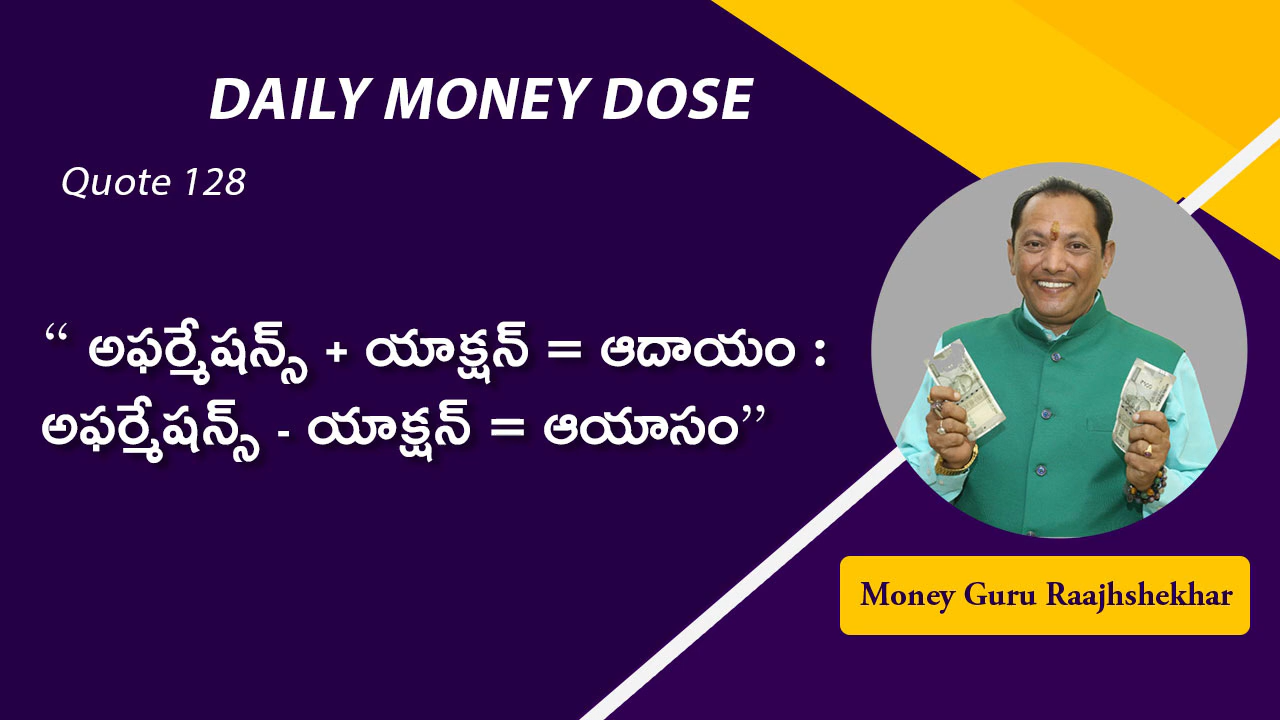 DAILY MONEY DOSE
Quote 128
“ అఫర్మేషన్స్ + యాక్షన్ = ఆదాయం :
అఫర్మేషన్స్ - యాక్షన్ = ఆయాసం”
Money Guru Raajhshekhar